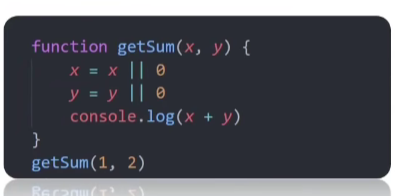 function getSum(x, y) {
x = x || 0
y = y || 0
console.log(x + y)
}
getSum(1, 2)